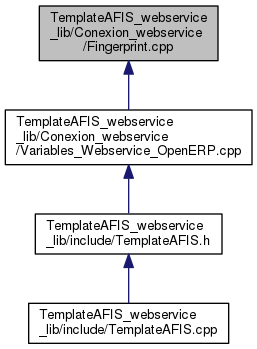 TemplateAFIS_webservice
_lib/Conexion_webservice
/Fingerprint.cpp
TemplateAFIS_webservice
_lib/Conexion_webservice
/Variables_Webservice_OpenERP.cpp
TemplateAFIS_webservice
_lib/include/TemplateAFIS.h
TemplateAFIS_webservice
_lib/include/TemplateAFIS.cpp